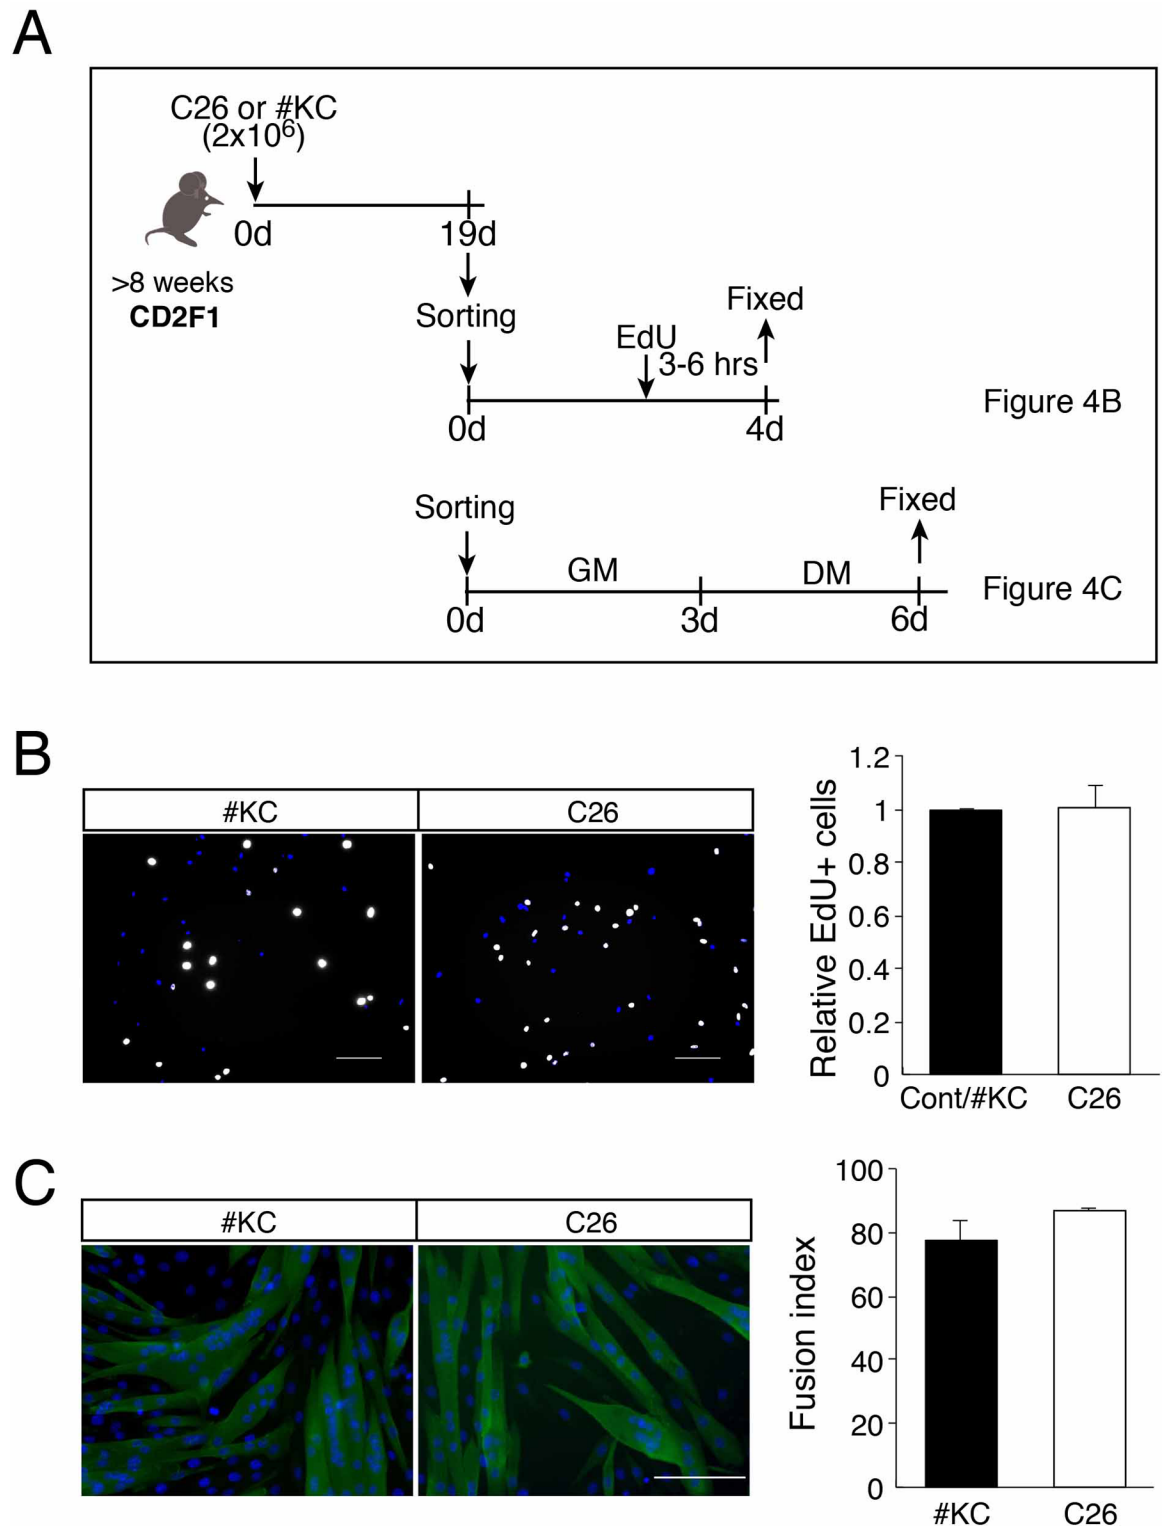 A
C26 or #KC
(2x10⁶)
0d
19d
>8 weeks
CD2F1
Sorting
Fixed
EdU
3-6 hrs
0d
4d
Figure 4B
Sorting
Fixed
GM
DM
Figure 4C
0d
3d
6d
B
#KC
C26
Relative EdU+ cells
1.2
1
0.8
0.6
0.4
0.2
0
Cont/#KC
C26
C
#KC
C26
Fusion index
100
80
60
40
20
0
#KC
C26